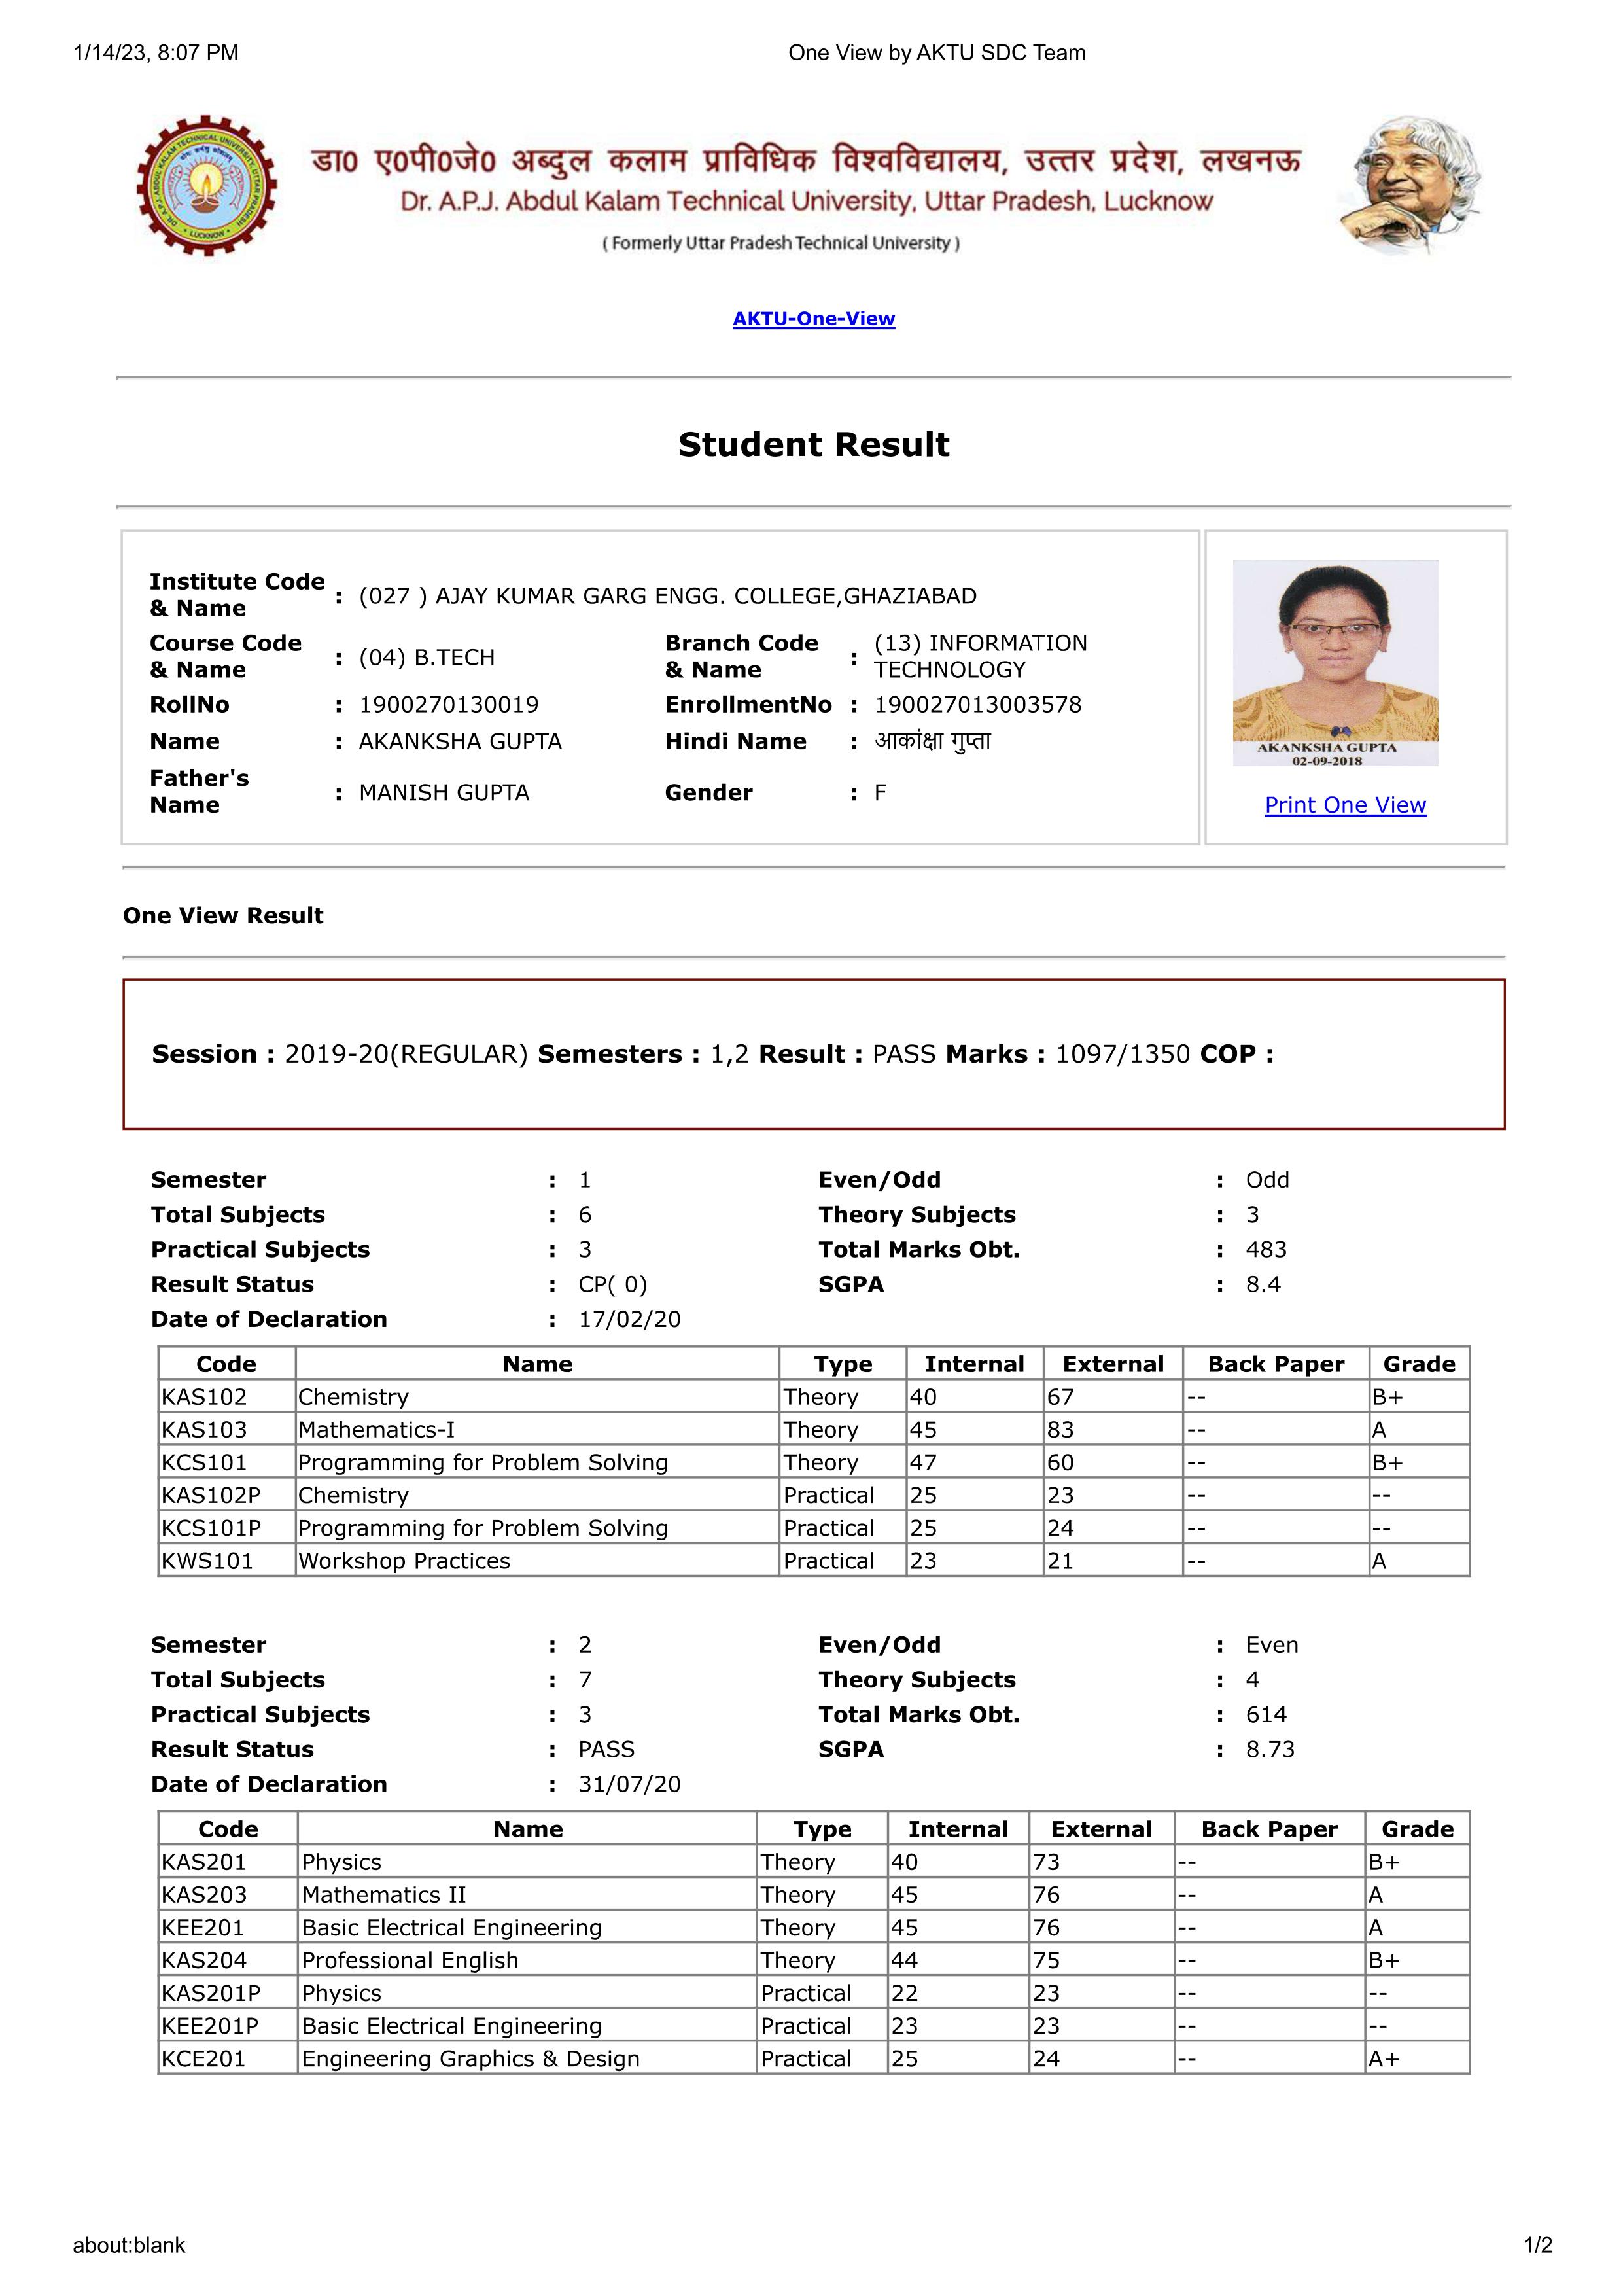 1/14/23, 8:07 PM One View by AKTU SDC Team
डा0 ए0पी0जे0 अब्दुल कलाम प्राविधिक विश्वविद्यालय, उत्तर प्रदेश, लखनऊ
Dr. A.P.J. Abdul Kalam Technical University, Uttar Pradesh, Lucknow
( Formerly Uttar Pradesh Technical University )
AKTU-One-View
Student Result
Institute Code & Name : (027 ) AJAY KUMAR GARG ENGG. COLLEGE,GHAZIABAD
Course Code & Name : (04) B.TECH Branch Code & Name : (13) INFORMATION TECHNOLOGY
RollNo : 1900270130019 EnrollmentNo : 190027013003578
Name : AKANKSHA GUPTA Hindi Name : आकांक्षा गुप्ता
Father's Name : MANISH GUPTA Gender : F
AKANKSHA GUPTA
02-09-2018
Print One View
One View Result
Session : 2019-20(REGULAR) Semesters : 1,2 Result : PASS Marks : 1097/1350 COP :
Semester : 1 Even/Odd : Odd
Total Subjects : 6 Theory Subjects : 3
Practical Subjects : 3 Total Marks Obt. : 483
Result Status : CP( 0) SGPA : 8.4
Date of Declaration : 17/02/20
Code Name Type Internal External Back Paper Grade
KAS102 Chemistry Theory 40 67 -- B+
KAS103 Mathematics-I Theory 45 83 -- A
KCS101 Programming for Problem Solving Theory 47 60 -- B+
KAS102P Chemistry Practical 25 23 -- --
KCS101P Programming for Problem Solving Practical 25 24 -- --
KWS101 Workshop Practices Practical 23 21 -- A
Semester : 2 Even/Odd : Even
Total Subjects : 7 Theory Subjects : 4
Practical Subjects : 3 Total Marks Obt. : 614
Result Status : PASS SGPA : 8.73
Date of Declaration : 31/07/20
Code Name Type Internal External Back Paper Grade
KAS201 Physics Theory 40 73 -- B+
KAS203 Mathematics II Theory 45 76 -- A
KEE201 Basic Electrical Engineering Theory 45 76 -- A
KAS204 Professional English Theory 44 75 -- B+
KAS201P Physics Practical 22 23 -- --
KEE201P Basic Electrical Engineering Practical 23 23 -- --
KCE201 Engineering Graphics & Design Practical 25 24 -- A+
about:blank 1/2